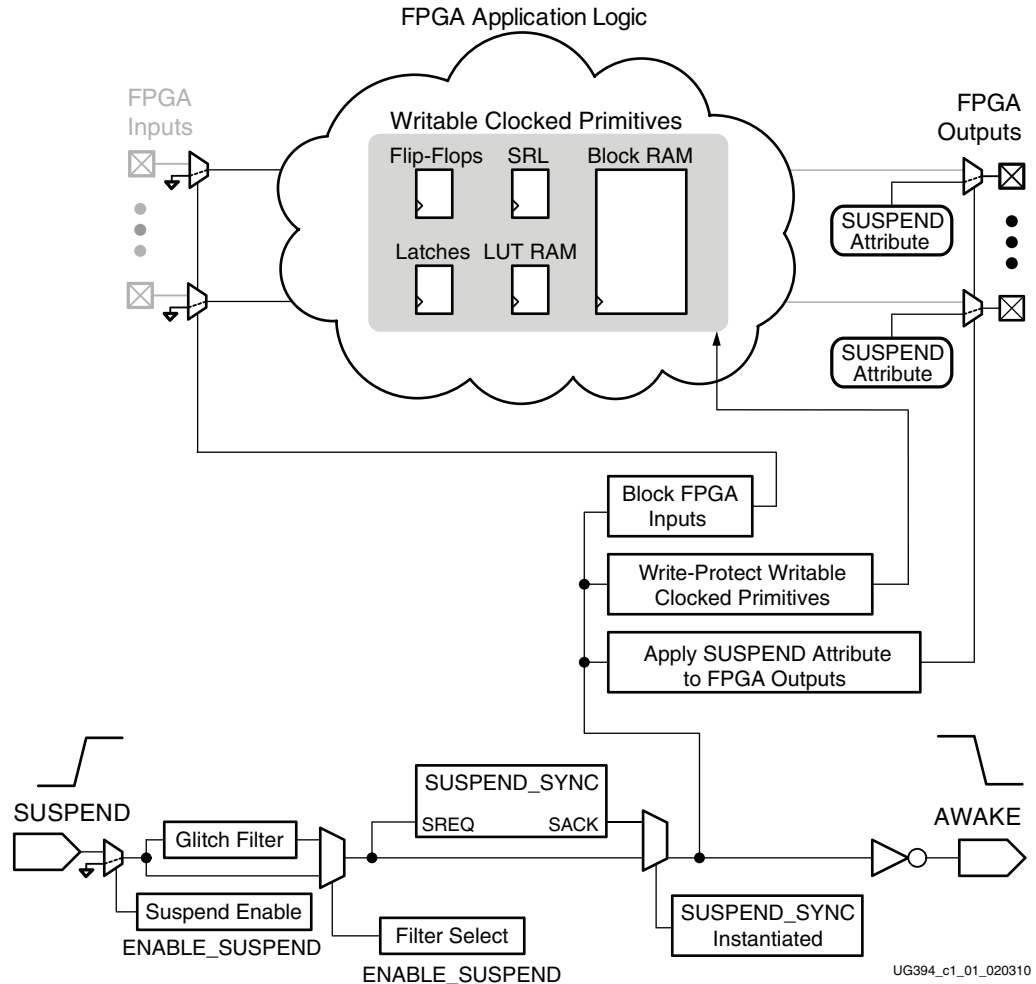 FPGA Application Logic
FPGA
Inputs
FPGA
Outputs
Writable Clocked Primitives
Flip-Flops
SRL
Block RAM
Latches
LUT RAM
SUSPEND
Attribute
SUSPEND
Attribute
Block FPGA
Inputs
Write-Protect Writable
Clocked Primitives
Apply SUSPEND Attribute
to FPGA Outputs
SUSPEND
Glitch Filter
SUSPEND_SYNC
SREQ
SACK
AWAKE
Suspend Enable
ENABLE_SUSPEND
Filter Select
ENABLE_SUSPEND
SUSPEND_SYNC
Instantiated
UG394_c1_01_020310